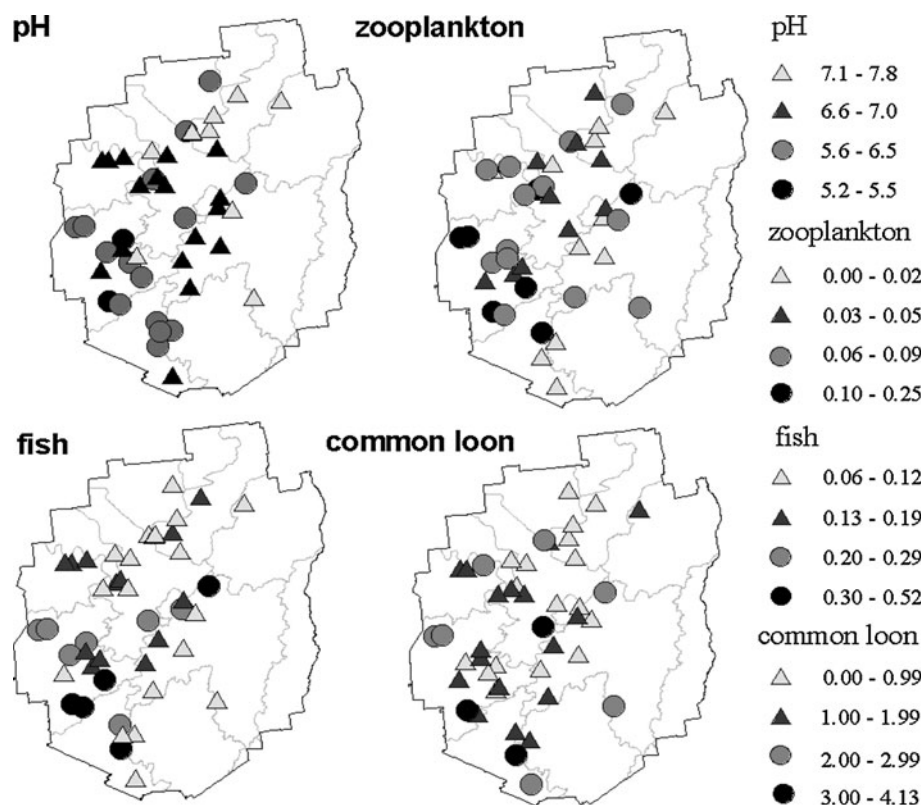 pH
zooplankton
fish
common loon
pH
7.1 - 7.8
6.6 - 7.0
5.6 - 6.5
5.2 - 5.5
zooplankton
0.00 - 0.02
0.03 - 0.05
0.06 - 0.09
0.10 - 0.25
fish
0.06 - 0.12
0.13 - 0.19
0.20 - 0.29
0.30 - 0.52
common loon
0.00 - 0.99
1.00 - 1.99
2.00 - 2.99
3.00 - 4.13